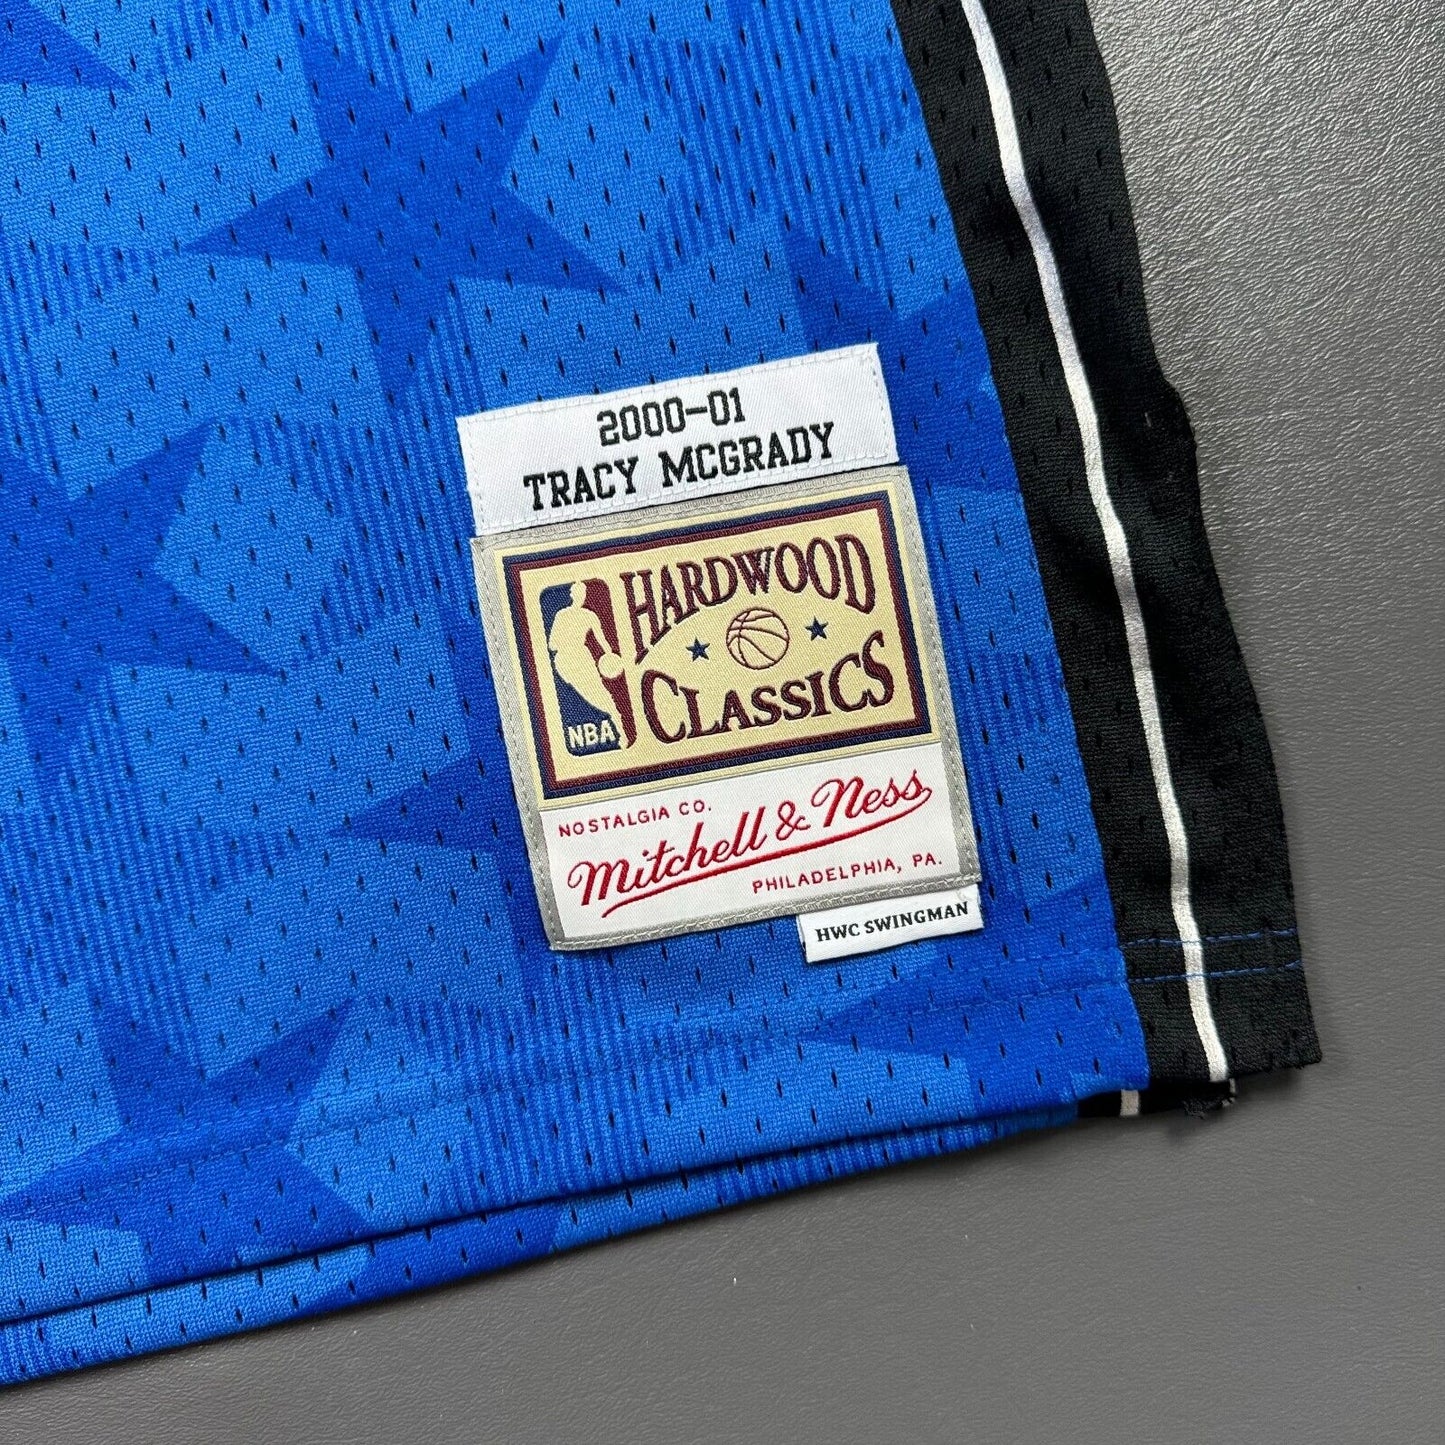 2000-01
TRACY MCGRADY
HARDWOOD
CLASSICS
NBA
NOSTALGIA CO.
Mitchell & Ness
PHILADELPHIA, PA.
HWC SWINGMAN